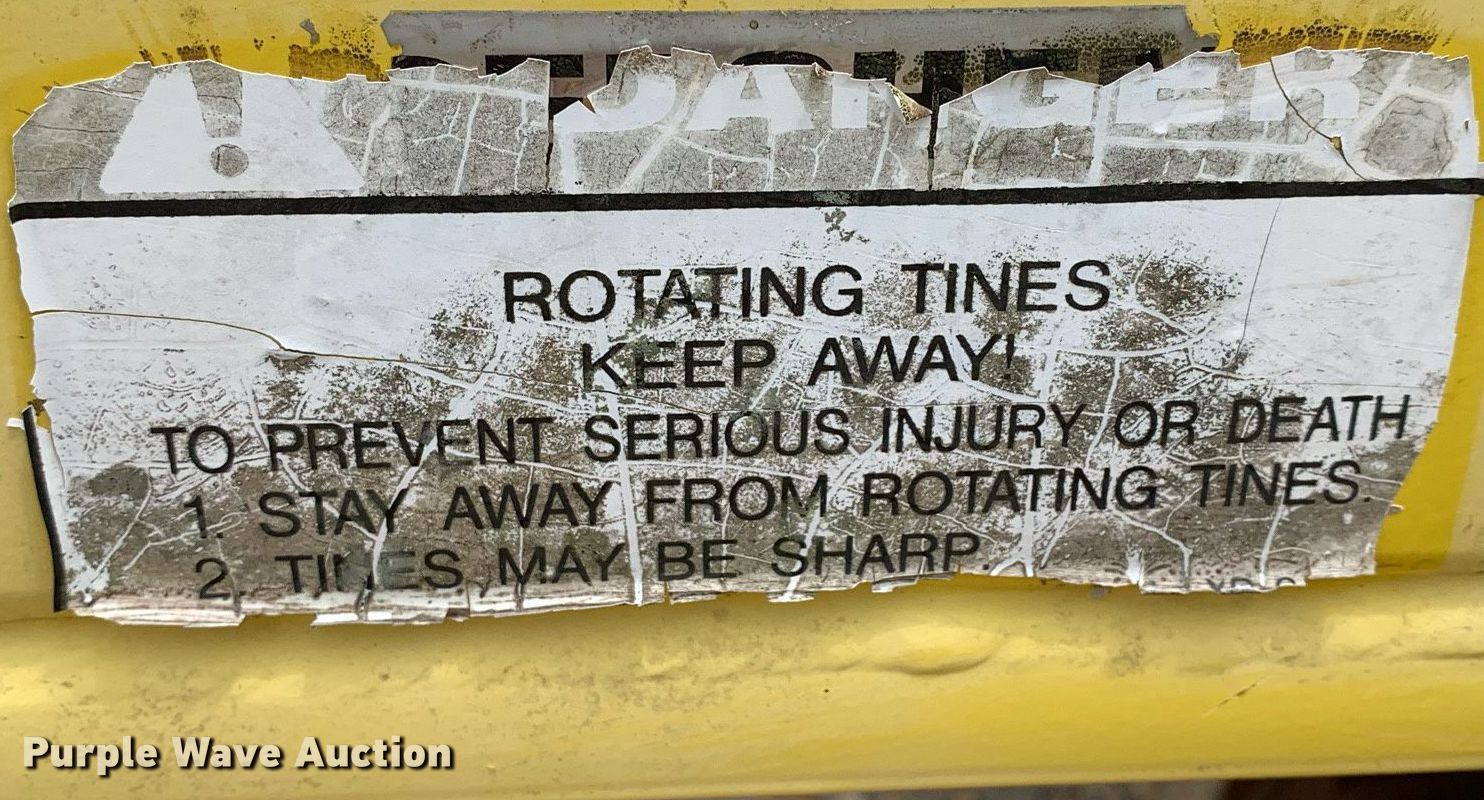 DANGER
ROTATING TINES
KEEP AWAY!
TO PREVENT SERIOUS INJURY OR DEATH
1. STAY AWAY FROM ROTATING TINES.
2. TINES MAY BE SHARP.
Purple Wave Auction